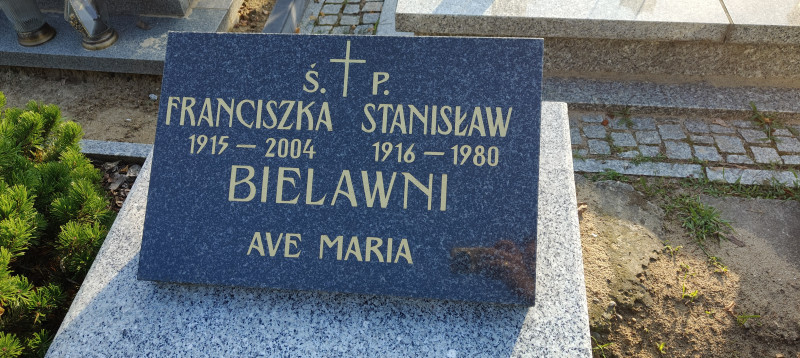 Ś. P.
FRANCISZKA STANISŁAW
1915 – 2004 1916 – 1980
BIELAWNI
AVE MARIA